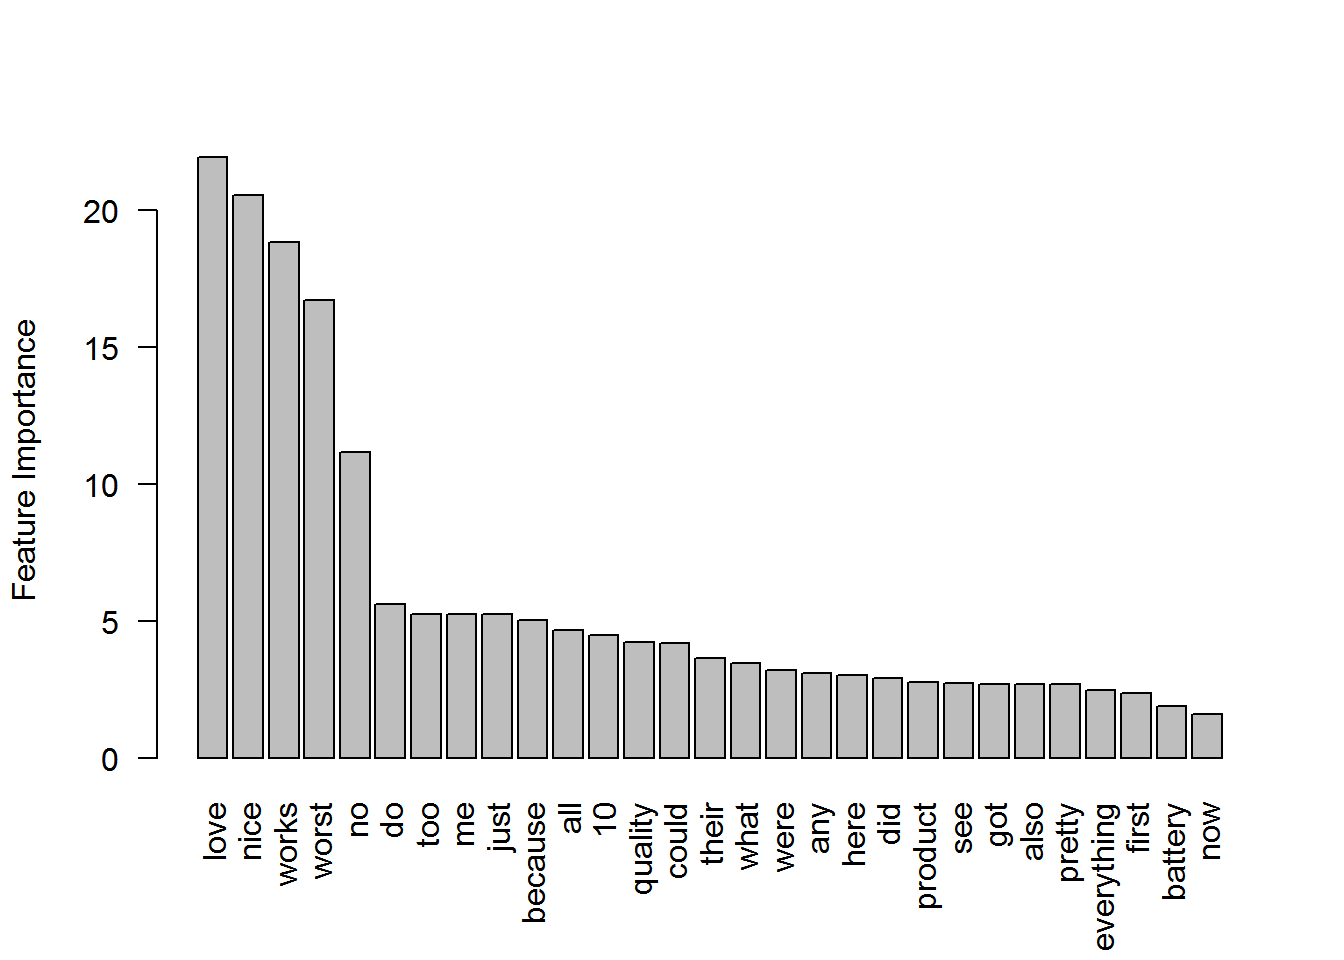 Feature Importance
20
15
10
5
0
love
nice
works
worst
no
do
too
me
just
because
all
10
quality
could
their
what
were
any
here
did
product
see
got
also
pretty
everything
first
battery
now